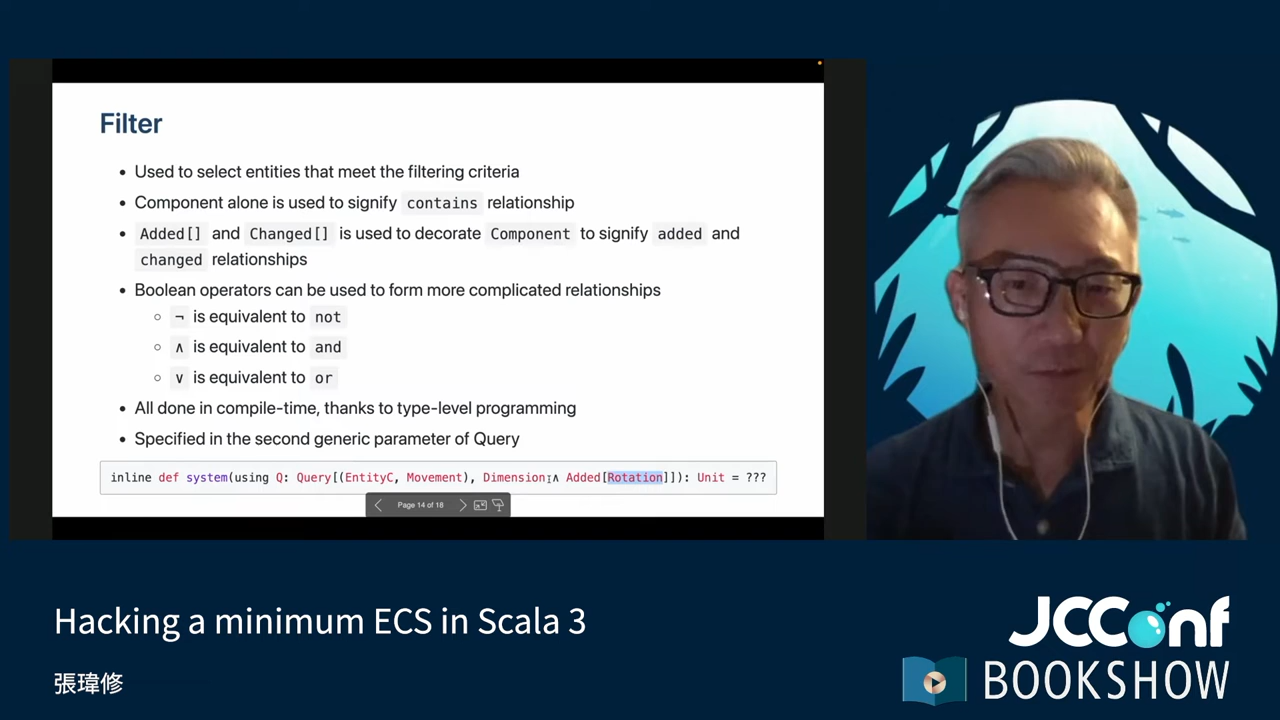 Filter
• Used to select entities that meet the filtering criteria
• Component alone is used to signify contains relationship
• Added[] and Changed[] is used to decorate Component to signify added and
changed relationships
• Boolean operators can be used to form more complicated relationships
○ ¬ is equivalent to not
○ ∧ is equivalent to and
○ ∨ is equivalent to or
• All done in compile-time, thanks to type-level programming
• Specified in the second generic parameter of Query
inline def system(using Q: Query[(EntityC, Movement), Dimension ∧ Added[Rotation]]): Unit = ???
Page 14 of 18
Hacking a minimum ECS in Scala 3
張瑋修
JCConf
BOOKSHOW